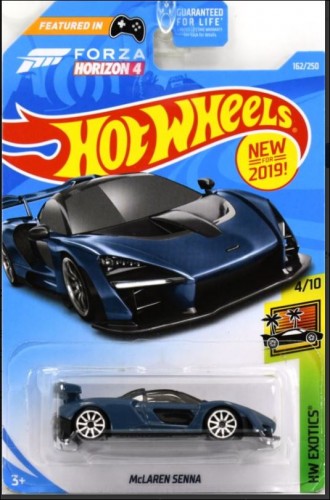 FEATURED IN
FORZA
HORIZON 4
GUARANTEED
FOR LIFE
162/250
HOT WHEELS
NEW
FOR
2019!
4/10
HW EXOTICS
3+
McLAREN SENNA